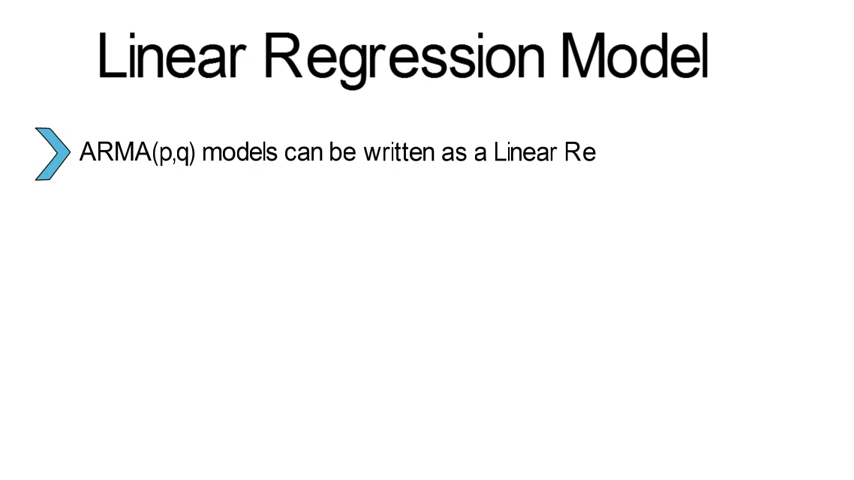 Linear Regression Model
ARMA(p,q) models can be written as a Linear Re